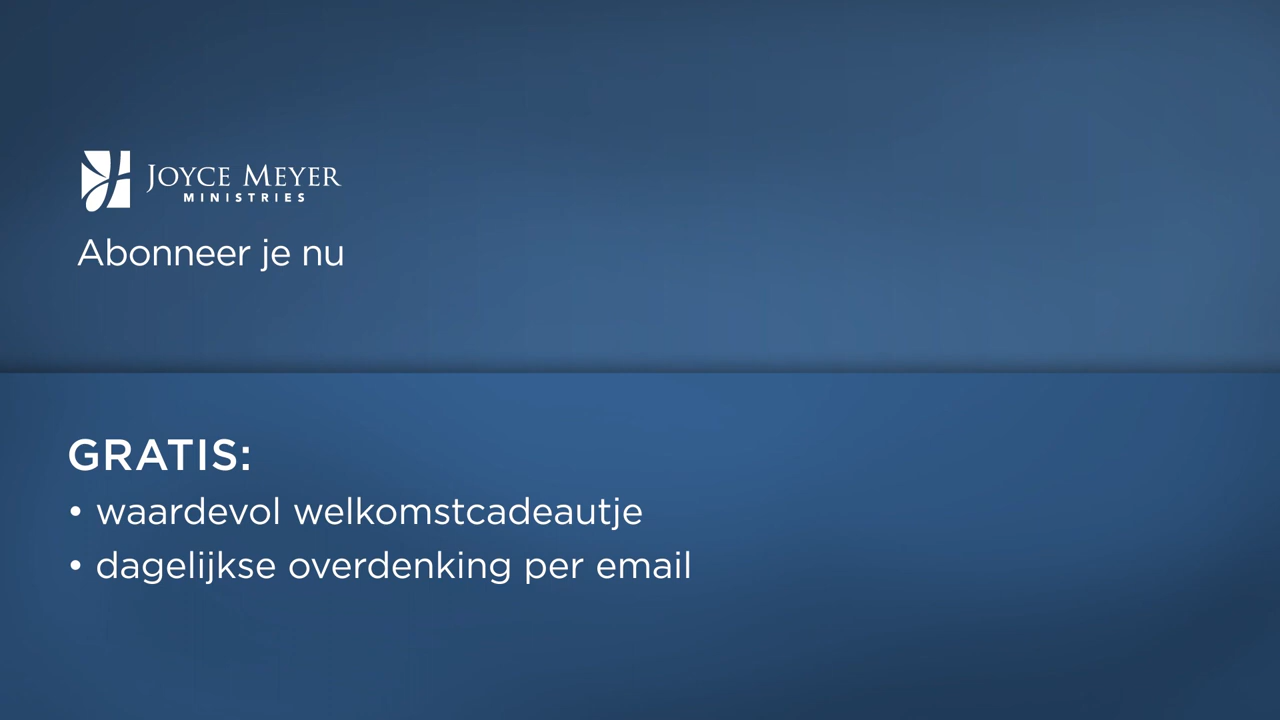 JOYCE MEYER
MINISTRIES
Abonneer je nu
GRATIS:
• waardevol welkomstcadeautje
• dagelijkse overdenking per email